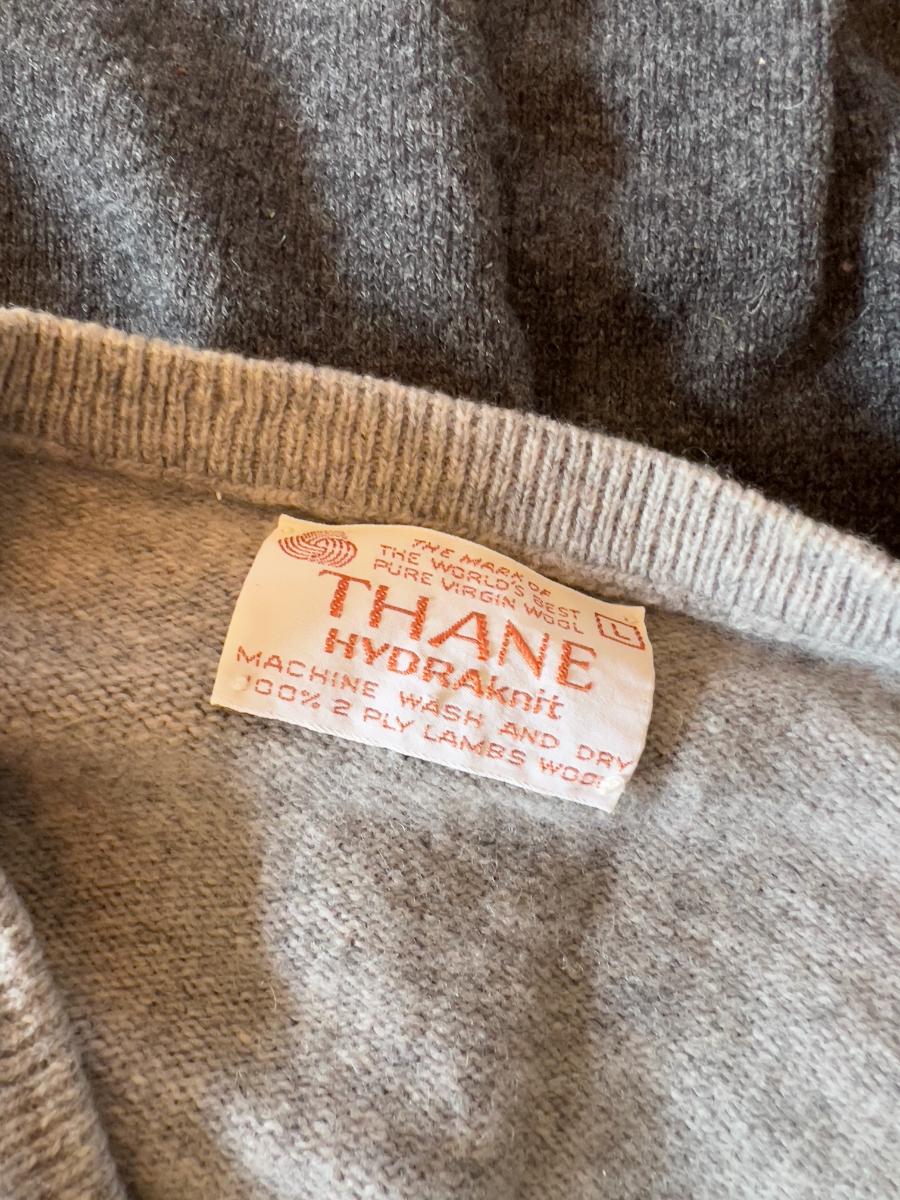 THE MARK OF
THE WORLD'S BEST
PURE VIRGIN WOOL
L
THANE
HYDRAknit
MACHINE WASH AND DRY
100% 2 PLY LAMBS WOOL